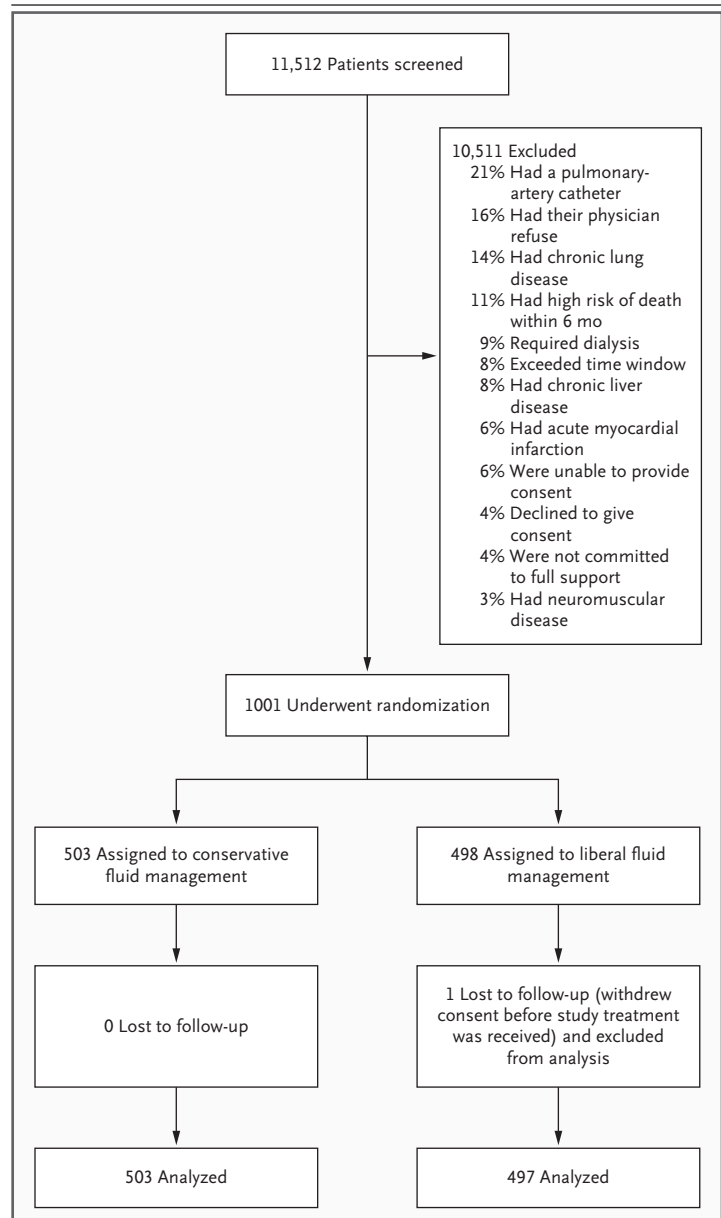 11,512 Patients screened
10,511 Excluded
21% Had a pulmonary-
artery catheter
16% Had their physician
refuse
14% Had chronic lung
disease
11% Had high risk of death
within 6 mo
9% Required dialysis
8% Exceeded time window
8% Had chronic liver
disease
6% Had acute myocardial
infarction
6% Were unable to provide
consent
4% Declined to give
consent
4% Were not committed
to full support
3% Had neuromuscular
disease
1001 Underwent randomization
503 Assigned to conservative
fluid management
498 Assigned to liberal fluid
management
0 Lost to follow-up
1 Lost to follow-up (withdrew
consent before study treatment
was received) and excluded
from analysis
503 Analyzed
497 Analyzed